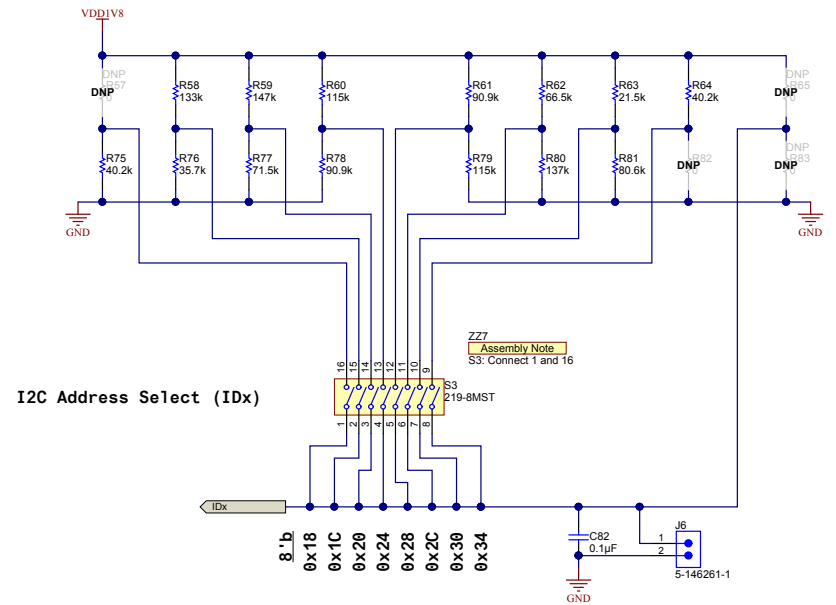 VDD1V8
DNP
R57
0
DNP
R58
133k
R59
147k
R60
115k
R61
90.9k
R62
66.5k
R63
21.5k
R64
40.2k
DNP
R65
0
DNP
R75
40.2k
R76
35.7k
R77
71.5k
R78
90.9k
R79
115k
R80
137k
R81
80.6k
R82
0
DNP
DNP
R83
0
DNP
GND
GND
ZZ7
Assembly Note
S3: Connect 1 and 16
16
15
14
13
12
11
10
9
S3
219-8MST
I2C Address Select (IDx)
1
2
3
4
5
6
7
8
IDx
8'b
0x18
0x1C
0x20
0x24
0x28
0x2C
0x30
0x34
C82
0.1µF
GND
J6
1
2
5-146261-1